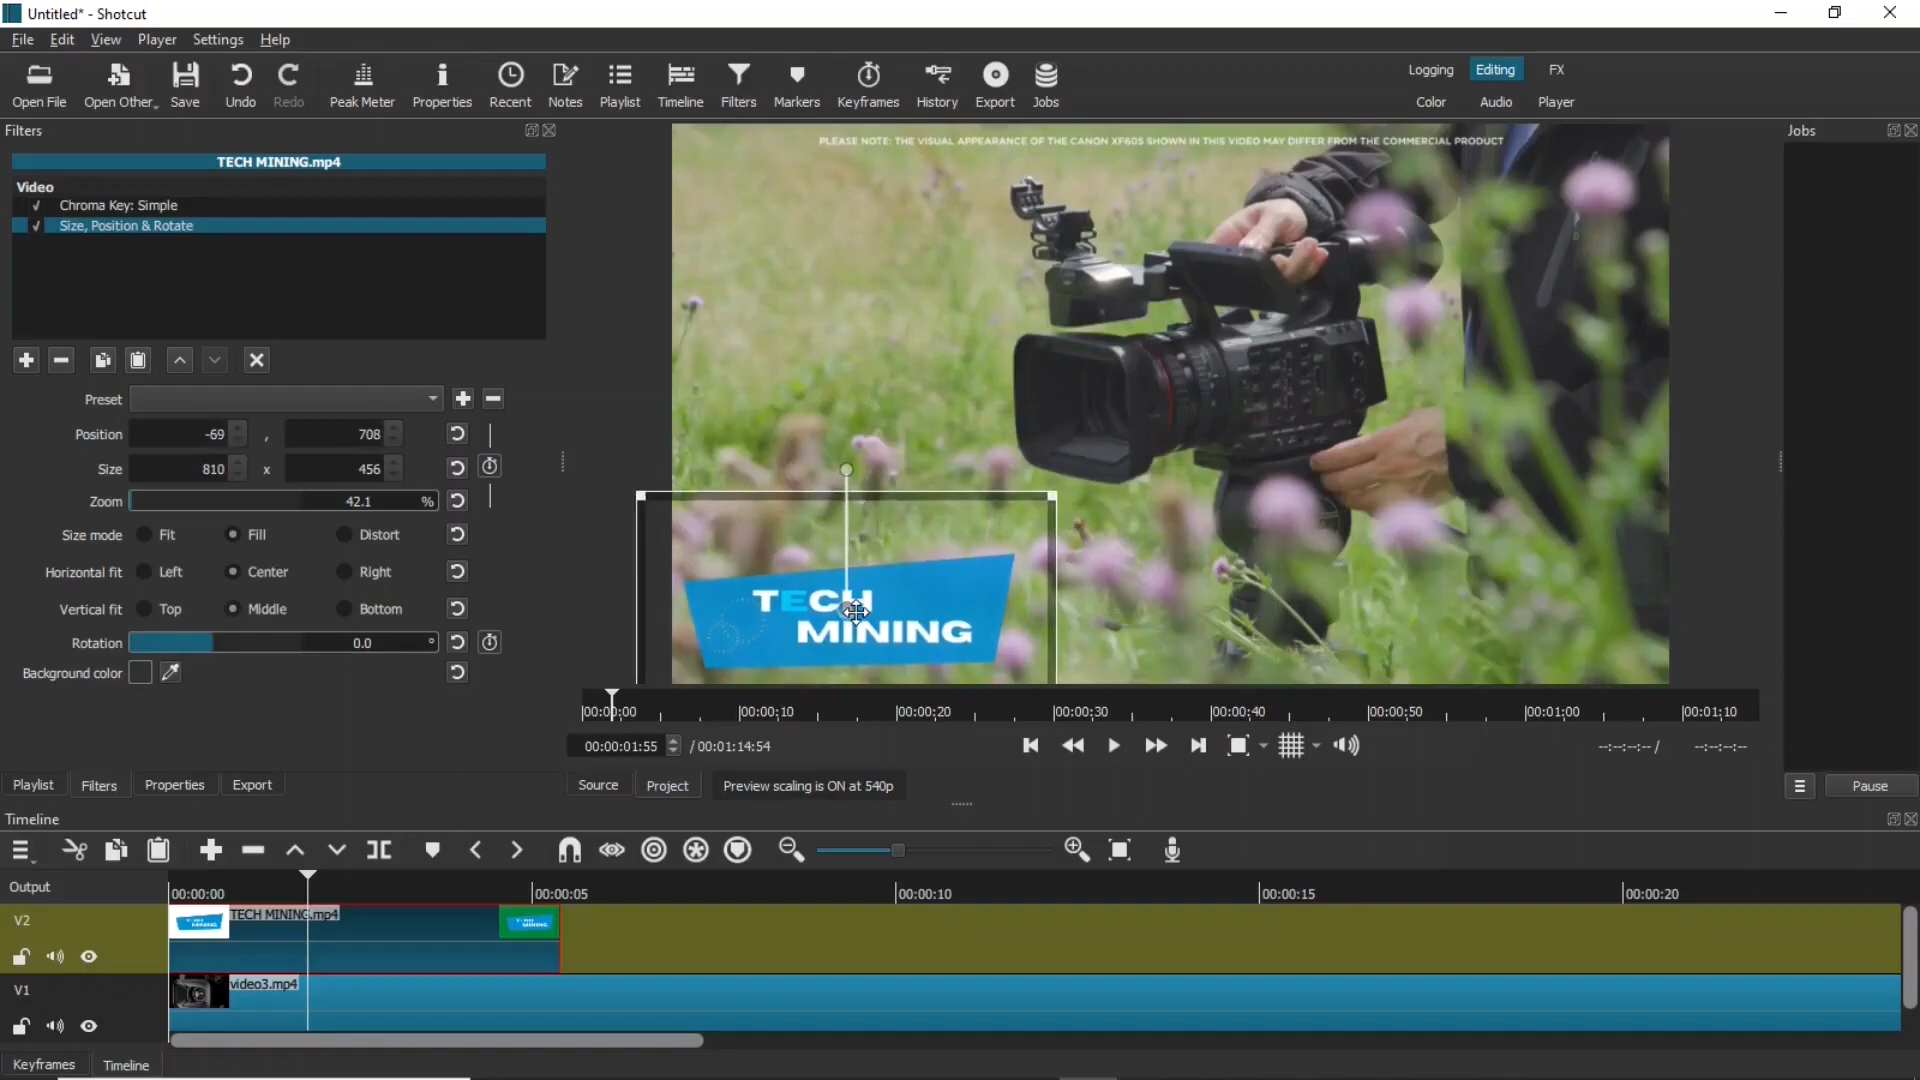 Untitled* - Shotcut
File Edit View Player Settings Help
Open File Open Other Save Undo Redo Peak Meter Properties Recent Notes Playlist Timeline Filters Markers Keyframes History Export Jobs
Logging Editing FX
Color Audio Player
Filters
TECH MINING.mp4
Video
Chroma Key: Simple
Size, Position & Rotate
Preset
Position -69 , 708
Size 810 x 456
Zoom 42.1 %
Size mode Fit Fill Distort
Horizontal fit Left Center Right
Vertical fit Top Middle Bottom
Rotation 0.0 °
Background color
PLEASE NOTE: THE VISUAL APPEARANCE OF THE CANON XF605 SHOWN IN THIS VIDEO MAY DIFFER FROM THE COMMERCIAL PRODUCT
TECH
MINING
Jobs
00:00:00 00:00:10 00:00:20 00:00:30 00:00:40 00:00:50 00:01:00 00:01:10
00:00:01:55 / 00:01:14:54 --:--:--:-- / --:--:--:--
Playlist Filters Properties Export
Source Project Preview scaling is ON at 540p
Pause
Timeline
Output 00:00:00 00:00:05 00:00:10 00:00:15 00:00:20
V2 TECH MINING.mp4
V1 video3.mp4
Keyframes Timeline